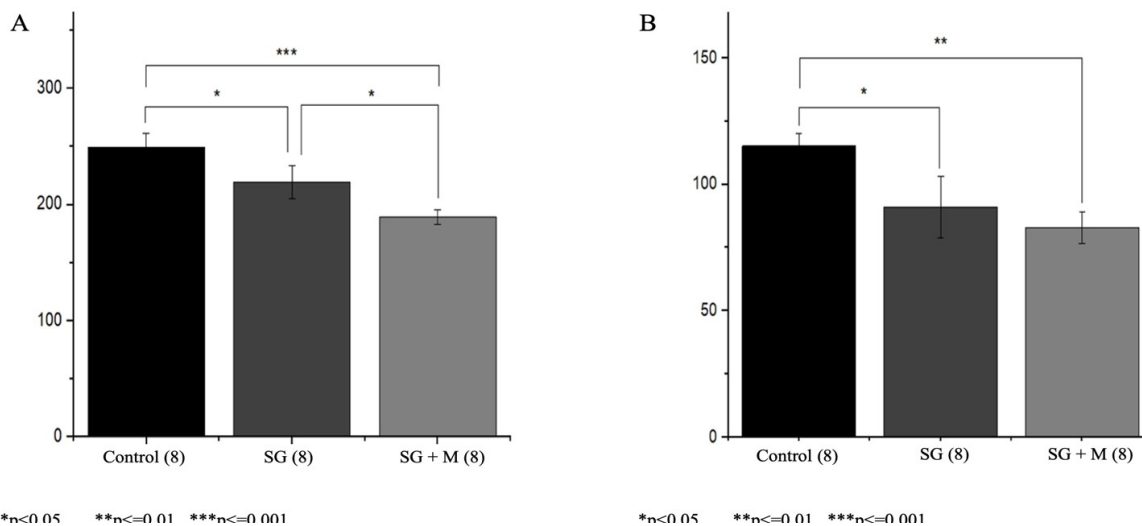 A
300
200
100
0
***
*
*
Control (8)
SG (8)
SG + M (8)
*p<0.05 **p<=0.01 ***p<=0.001
B
150
100
50
0
**
*
Control (8)
SG (8)
SG + M (8)
*p<0.05 **p<=0.01 ***p<=0.001